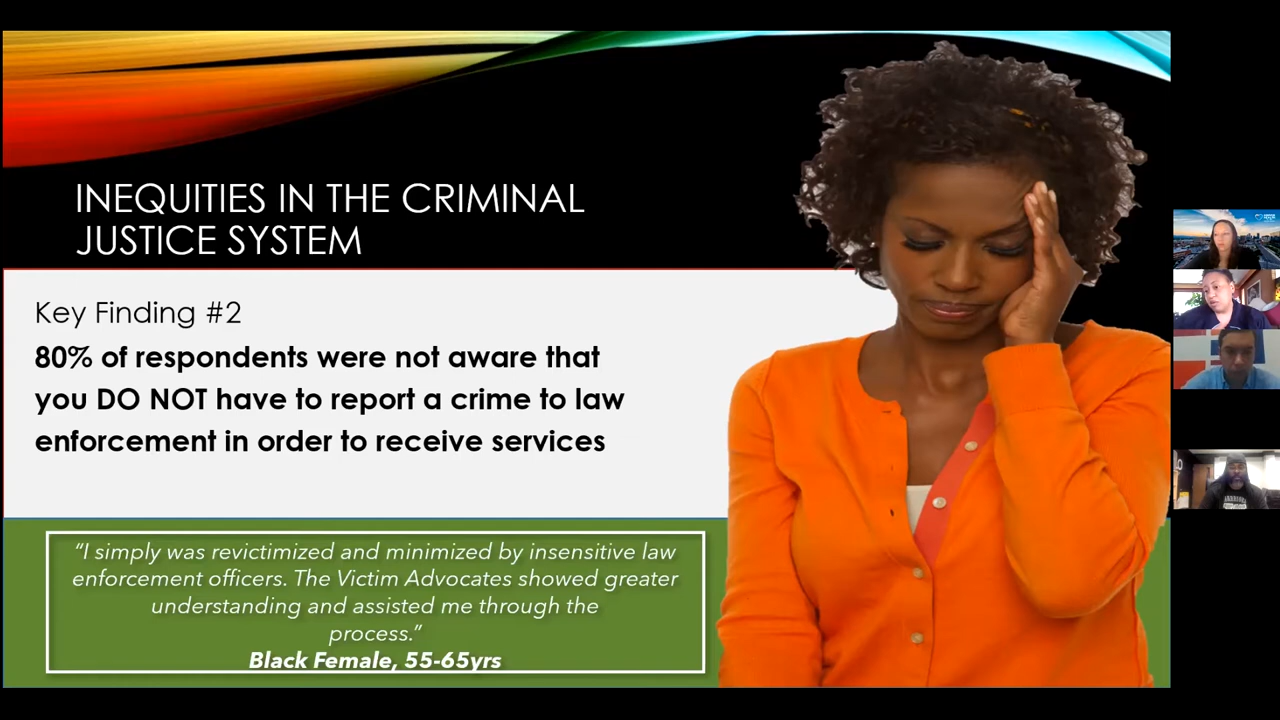 INEQUITIES IN THE CRIMINAL
JUSTICE SYSTEM
Key Finding #2
80% of respondents were not aware that
you DO NOT have to report a crime to law
enforcement in order to receive services
“I simply was revictimized and minimized by insensitive law
enforcement officers. The Victim Advocates showed greater
understanding and assisted me through the
process.”
Black Female, 55-65yrs